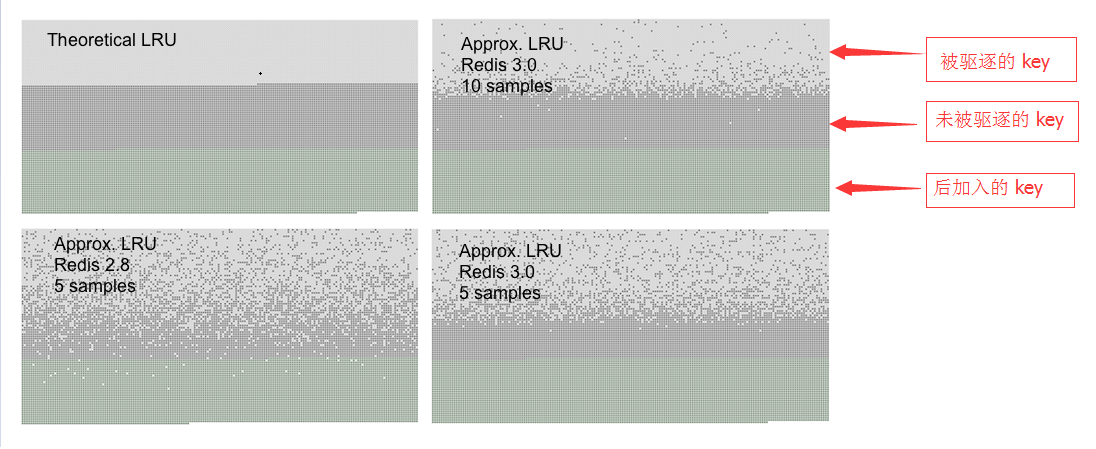 Theoretical LRU
Approx. LRU
Redis 3.0
10 samples
被驱逐的 key
未被驱逐的 key
后加入的 key
Approx. LRU
Redis 2.8
5 samples
Approx. LRU
Redis 3.0
5 samples